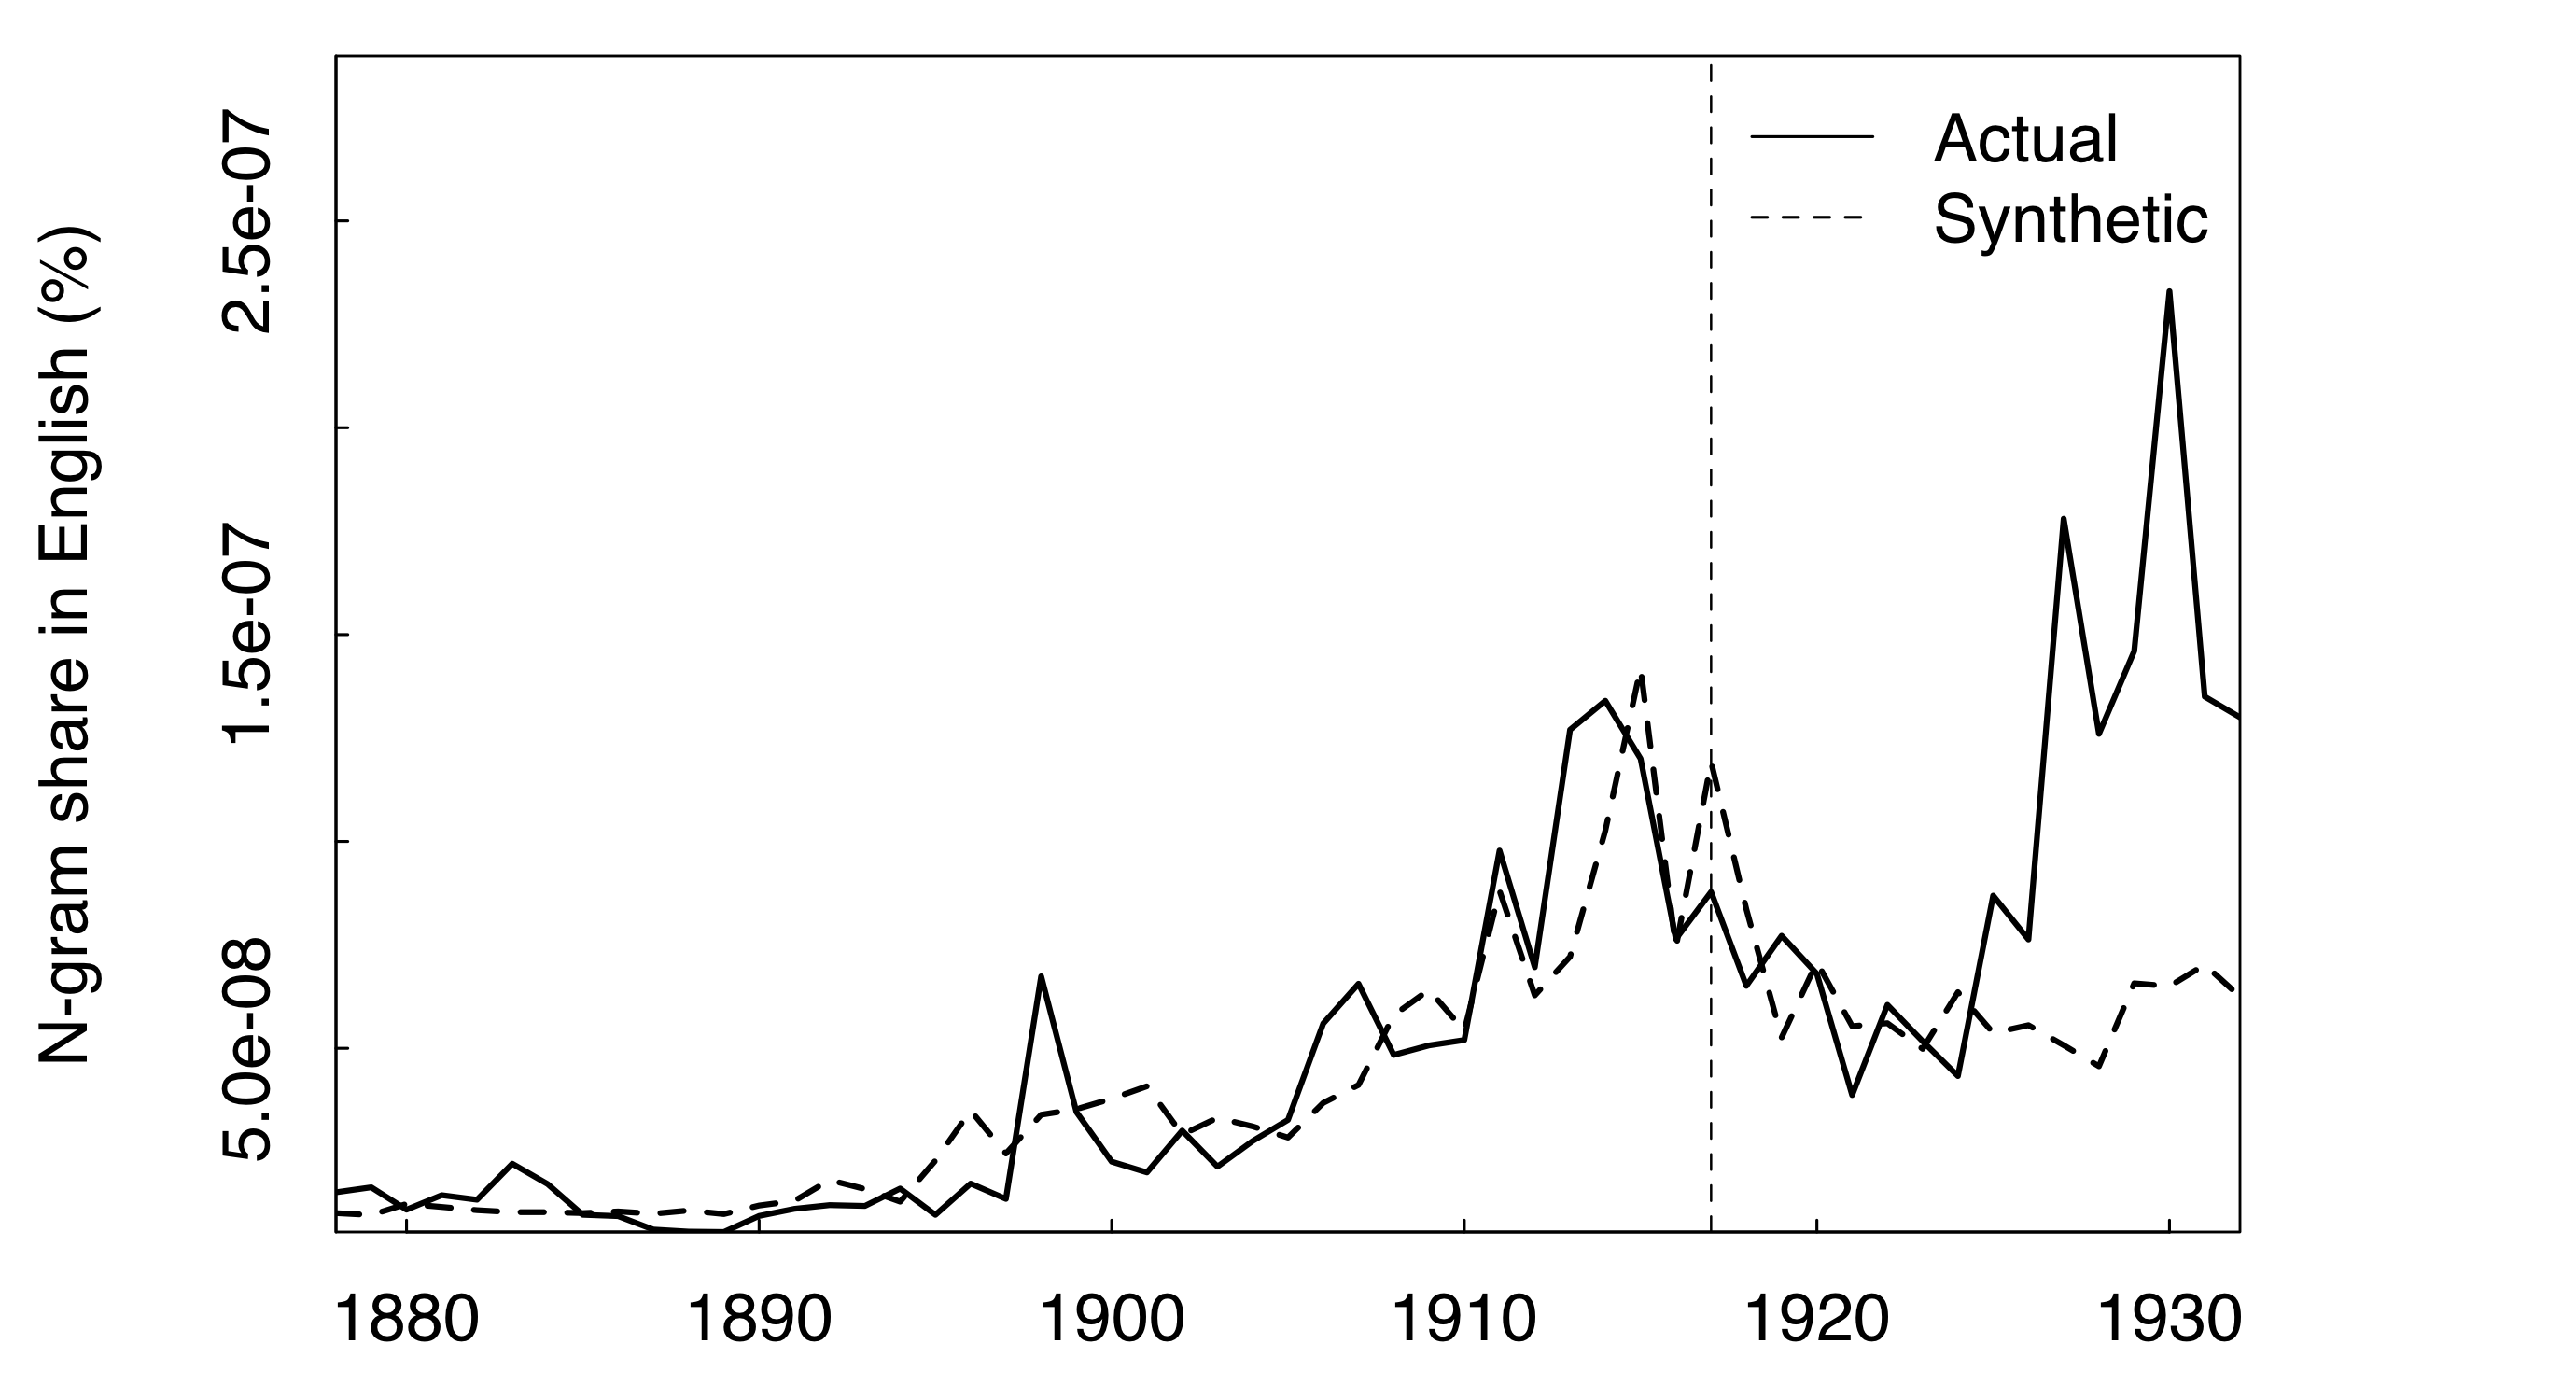 N-gram share in English (%)
2.5e-07
1.5e-07
5.0e-08
Actual
Synthetic
1880 1890 1900 1910 1920 1930